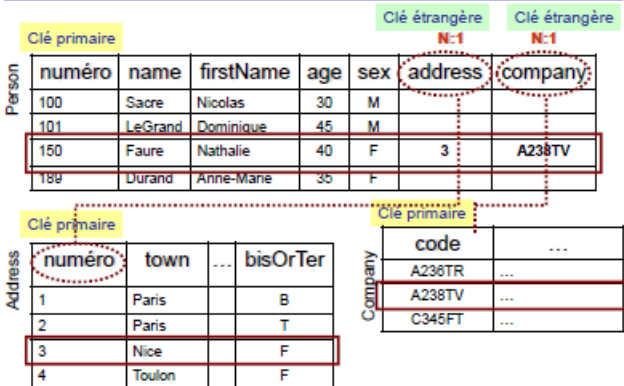 Clé étrangère Clé étrangère
Clé primaire N:1 N:1
Person
numéro name firstName age sex address company
100 Sacre Nicolas 30 M
101 LeGrand Dominique 45 M
150 Faure Nathalie 40 F 3 A238TV
189 Durand Anne-Marie 35 F
Clé primaire
Address
numéro town ... bisOrTer
1 Paris B
2 Paris T
3 Nice F
4 Toulon F
Clé primaire
Company
code ...
A236TR ...
A238TV ...
C345FT ...